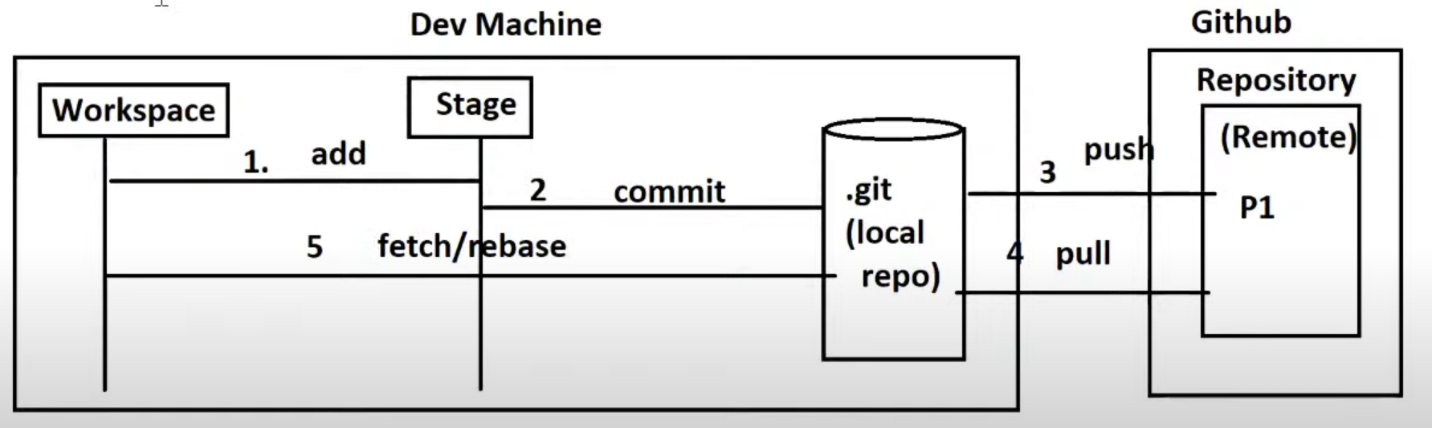 Dev Machine
Github
Workspace
Stage
Repository
(Remote)
P1
1. add
2 commit
.git
(local
repo)
3 push
4 pull
5 fetch/rebase